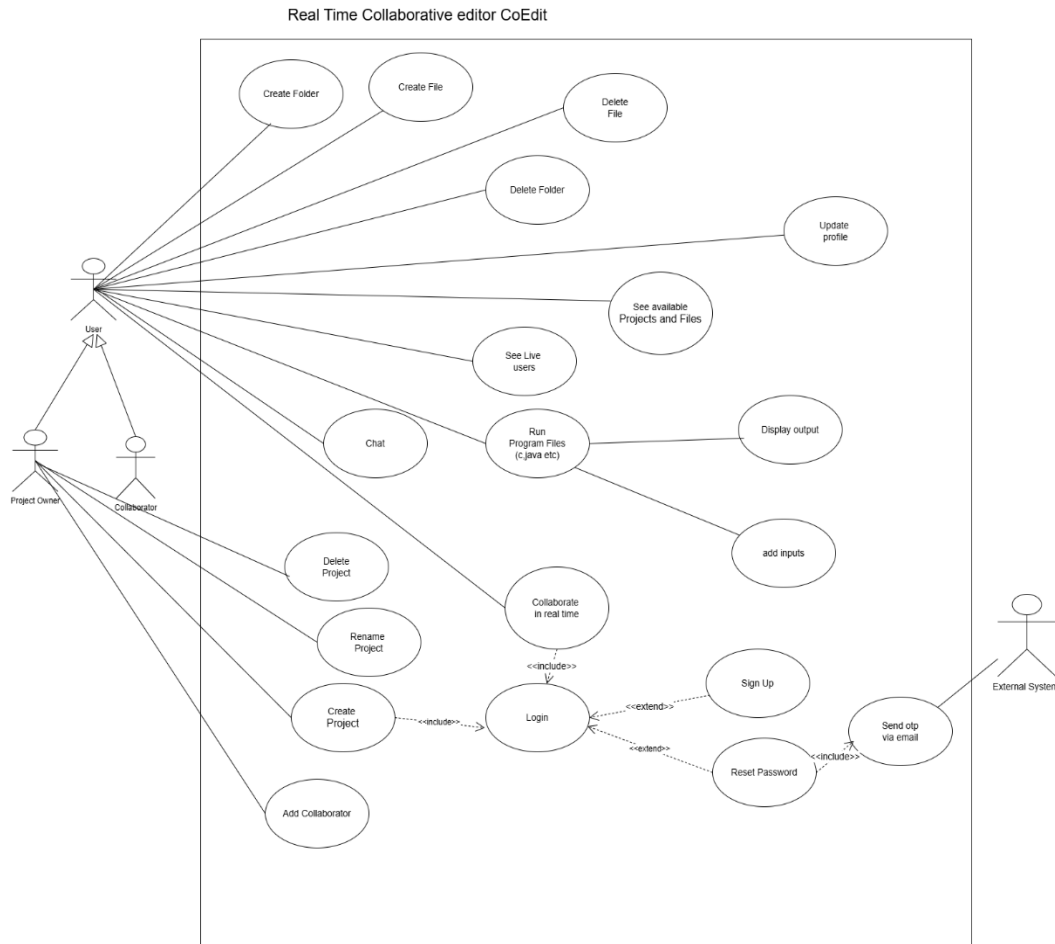 Real Time Collaborative editor CoEdit
Create Folder
Create File
Delete
File
Delete Folder
Update
profile
User
See available
Projects and Files
See Live
users
Chat
Run
Program Files
(c,java etc)
Display output
Project Owner
Collaborator
add inputs
Delete
Project
Collaborate
in real time
Rename
Project
<<include>>
Sign Up
External System
Create
Project
<<include>>
Login
<<extend>>
Send otp
via email
<<extend>>
Reset Password
<<include>>
Add Collaborator